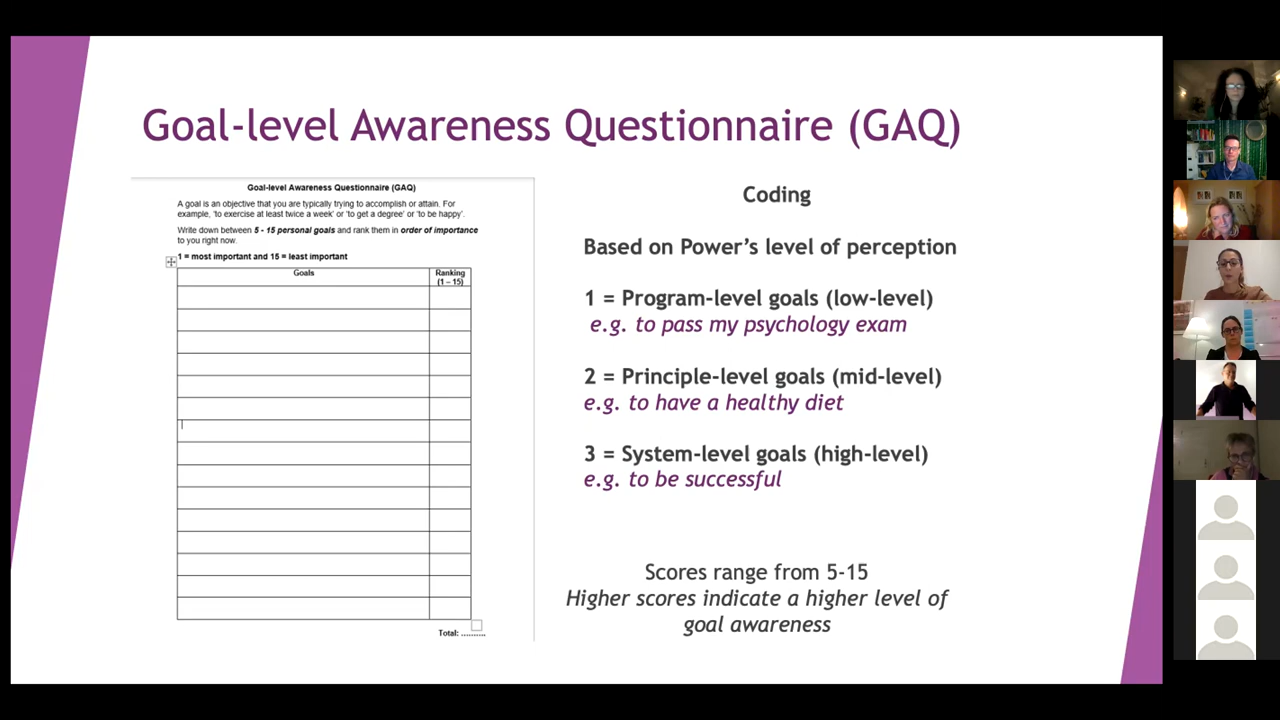 Goal-level Awareness Questionnaire (GAQ)
Goal-level Awareness Questionnaire (GAQ)
A goal is an objective that you are typically trying to accomplish or attain. For
example, 'to exercise at least twice a week' or 'to get a degree' or 'to be happy'.
Write down between 5 - 15 personal goals and rank them in order of importance
to you right now.
1 = most important and 15 = least important
Goals
Ranking
(1 – 15)
Total: ..........
Coding
Based on Power's level of perception
1 = Program-level goals (low-level)
e.g. to pass my psychology exam
2 = Principle-level goals (mid-level)
e.g. to have a healthy diet
3 = System-level goals (high-level)
e.g. to be successful
Scores range from 5-15
Higher scores indicate a higher level of
goal awareness